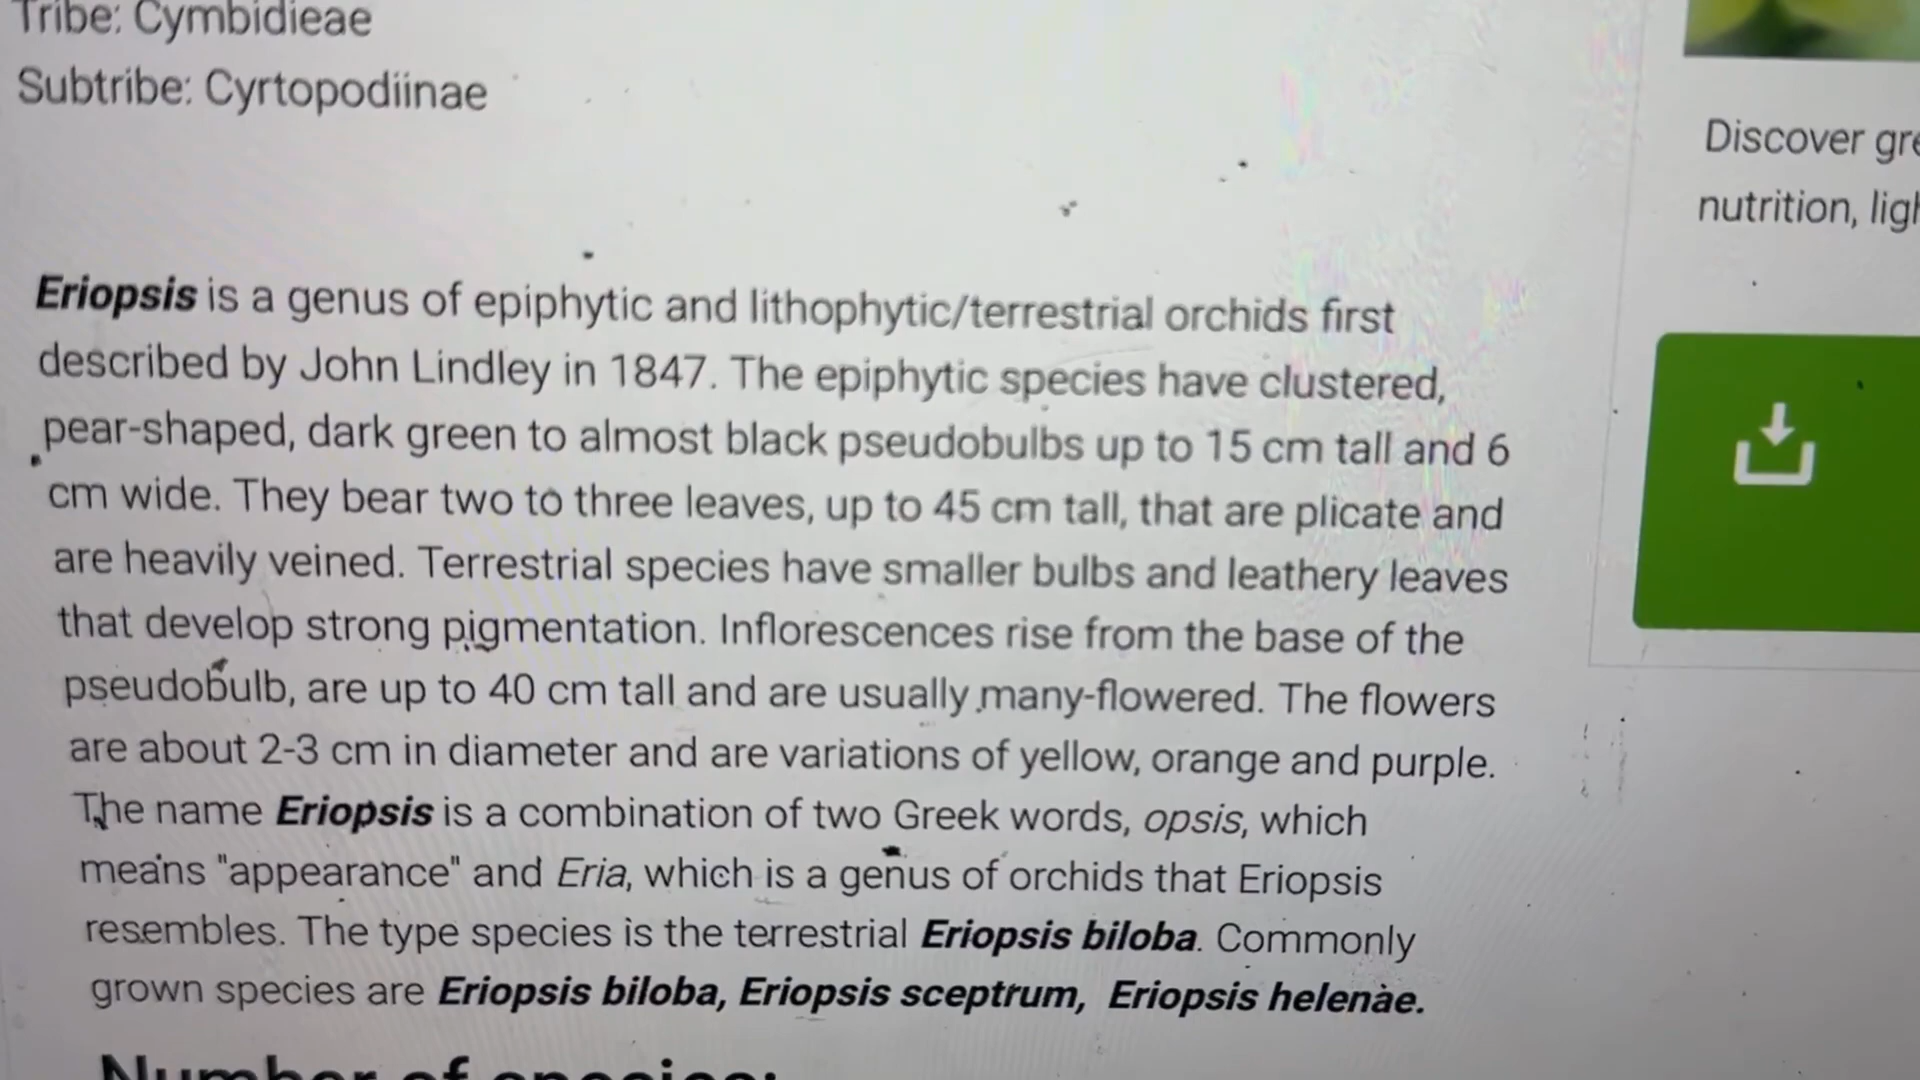 Tribe: Cymbidieae
Subtribe: Cyrtopodiinae
Eriopsis is a genus of epiphytic and lithophytic/terrestrial orchids first
described by John Lindley in 1847. The epiphytic species have clustered,
pear-shaped, dark green to almost black pseudobulbs up to 15 cm tall and 6
cm wide. They bear two to three leaves, up to 45 cm tall, that are plicate and
are heavily veined. Terrestrial species have smaller bulbs and leathery leaves
that develop strong pigmentation. Inflorescences rise from the base of the
pseudobulb, are up to 40 cm tall and are usually many-flowered. The flowers
are about 2-3 cm in diameter and are variations of yellow, orange and purple.
The name Eriopsis is a combination of two Greek words, opsis, which
means "appearance" and Eria, which is a genus of orchids that Eriopsis
resembles. The type species is the terrestrial Eriopsis biloba. Commonly
grown species are Eriopsis biloba, Eriopsis sceptrum, Eriopsis helenae.
Number of species:
Discover
nutrition,